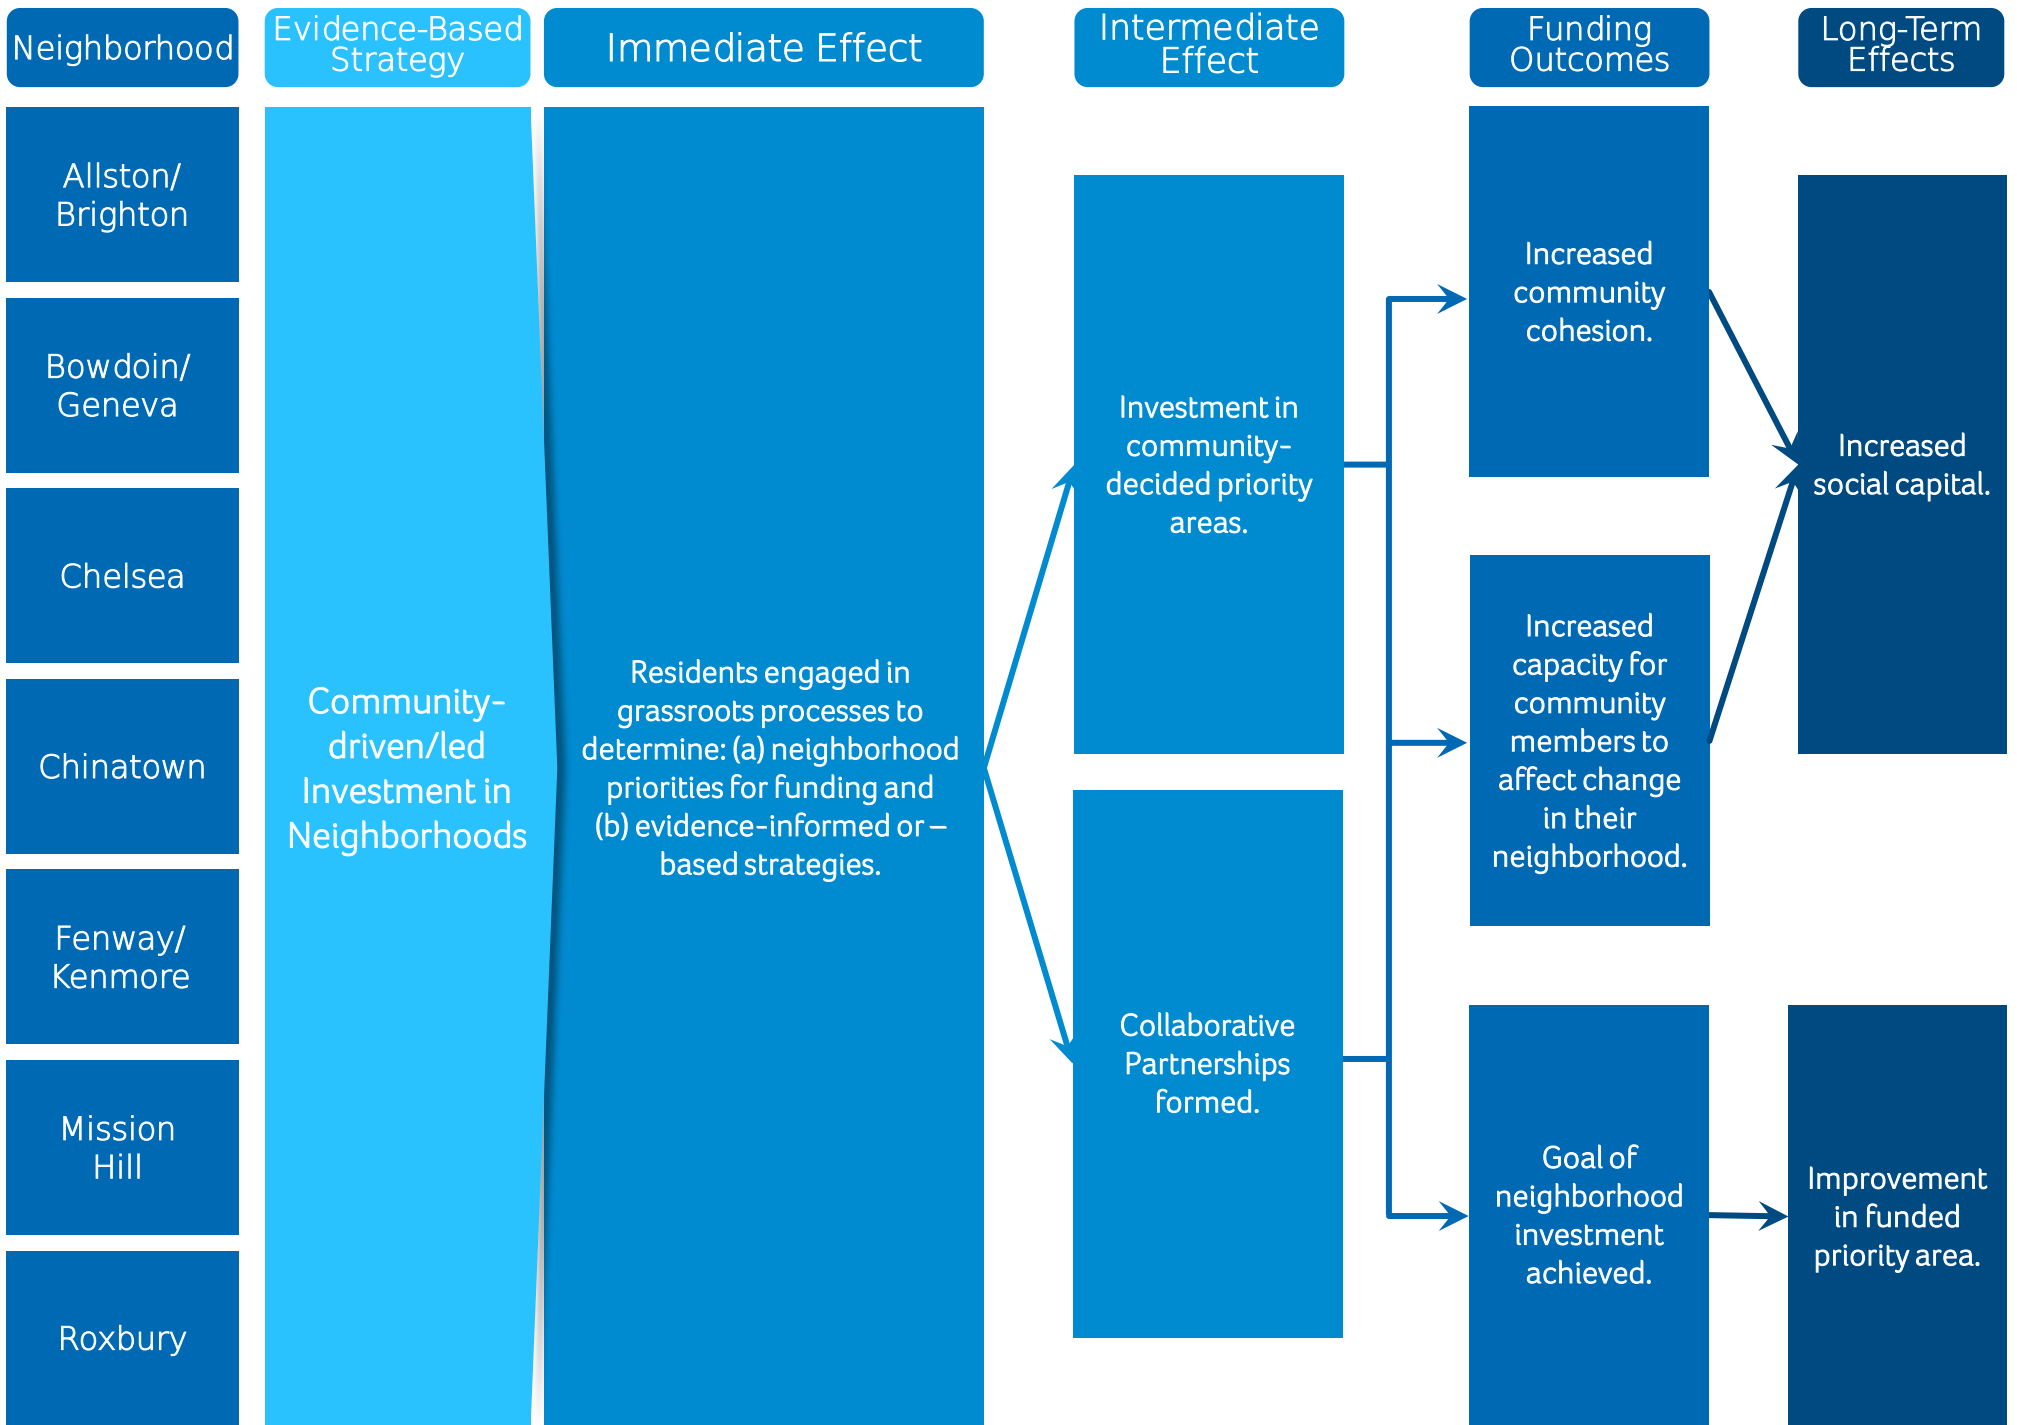 Neighborhood
Evidence-Based
Strategy
Immediate Effect
Intermediate
Effect
Funding
Outcomes
Long-Term
Effects
Allston/
Brighton
Bowdoin/
Geneva
Chelsea
Chinatown
Fenway/
Kenmore
Mission
Hill
Roxbury
Community-
driven/led
Investment in
Neighborhoods
Residents engaged in
grassroots processes to
determine: (a) neighborhood
priorities for funding and
(b) evidence-informed or –
based strategies.
Investment in
community-
decided priority
areas.
Collaborative
Partnerships
formed.
Increased
community
cohesion.
Increased
capacity for
community
members to
affect change
in their
neighborhood.
Goal of
neighborhood
investment
achieved.
Increased
social capital.
Improvement
in funded
priority area.